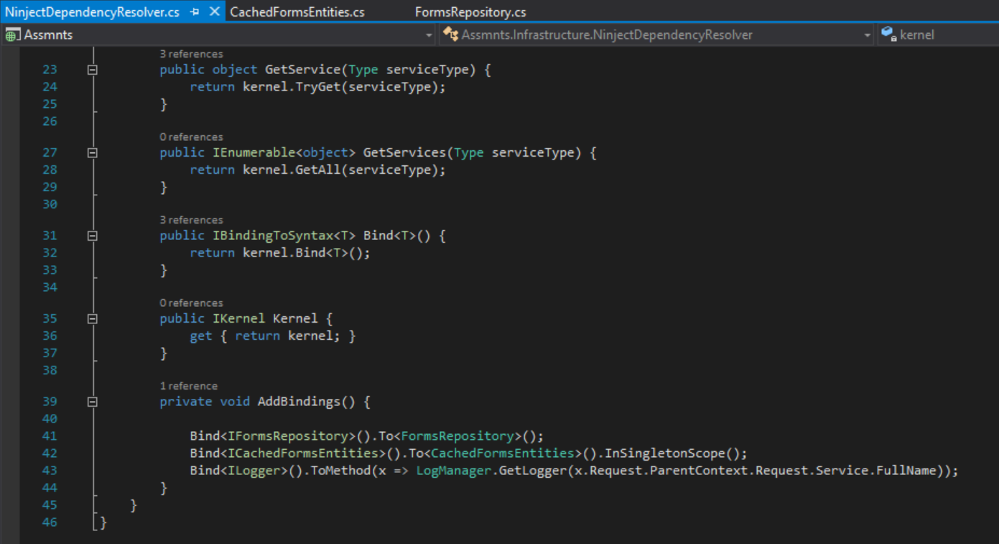 NinjectDependencyResolver.cs CachedFormsEntities.cs FormsRepository.cs
Assmnts Assmnts.Infrastructure.NinjectDependencyResolver kernel
3 references
23 public object GetService(Type serviceType) {
24 return kernel.TryGet(serviceType);
25 }
26
0 references
27 public IEnumerable<object> GetServices(Type serviceType) {
28 return kernel.GetAll(serviceType);
29 }
30
3 references
31 public IBindingToSyntax<T> Bind<T>() {
32 return kernel.Bind<T>();
33 }
34
0 references
35 public IKernel Kernel {
36 get { return kernel; }
37 }
38
1 reference
39 private void AddBindings() {
40
41 Bind<IFormsRepository>().To<FormsRepository>();
42 Bind<ICachedFormsEntities>().To<CachedFormsEntities>().InSingletonScope();
43 Bind<ILogger>().ToMethod(x => LogManager.GetLogger(x.Request.ParentContext.Request.Service.FullName));
44 }
45 }
46 }